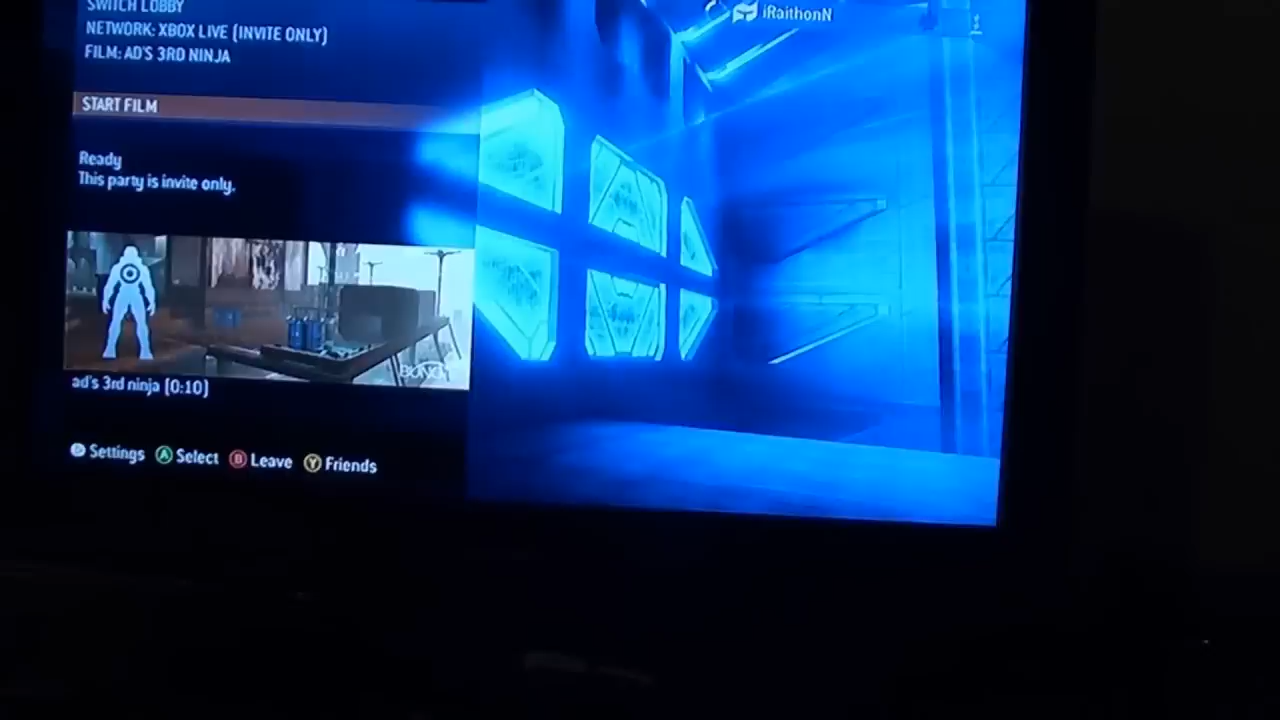 SWITCH LOBBY
iRaithonN
NETWORK: XBOX LIVE (INVITE ONLY)
FILM: AD'S 3RD NINJA
START FILM
Ready
This party is invite only.
ad's 3rd ninja [0:10]
Settings A Select B Leave Y Friends